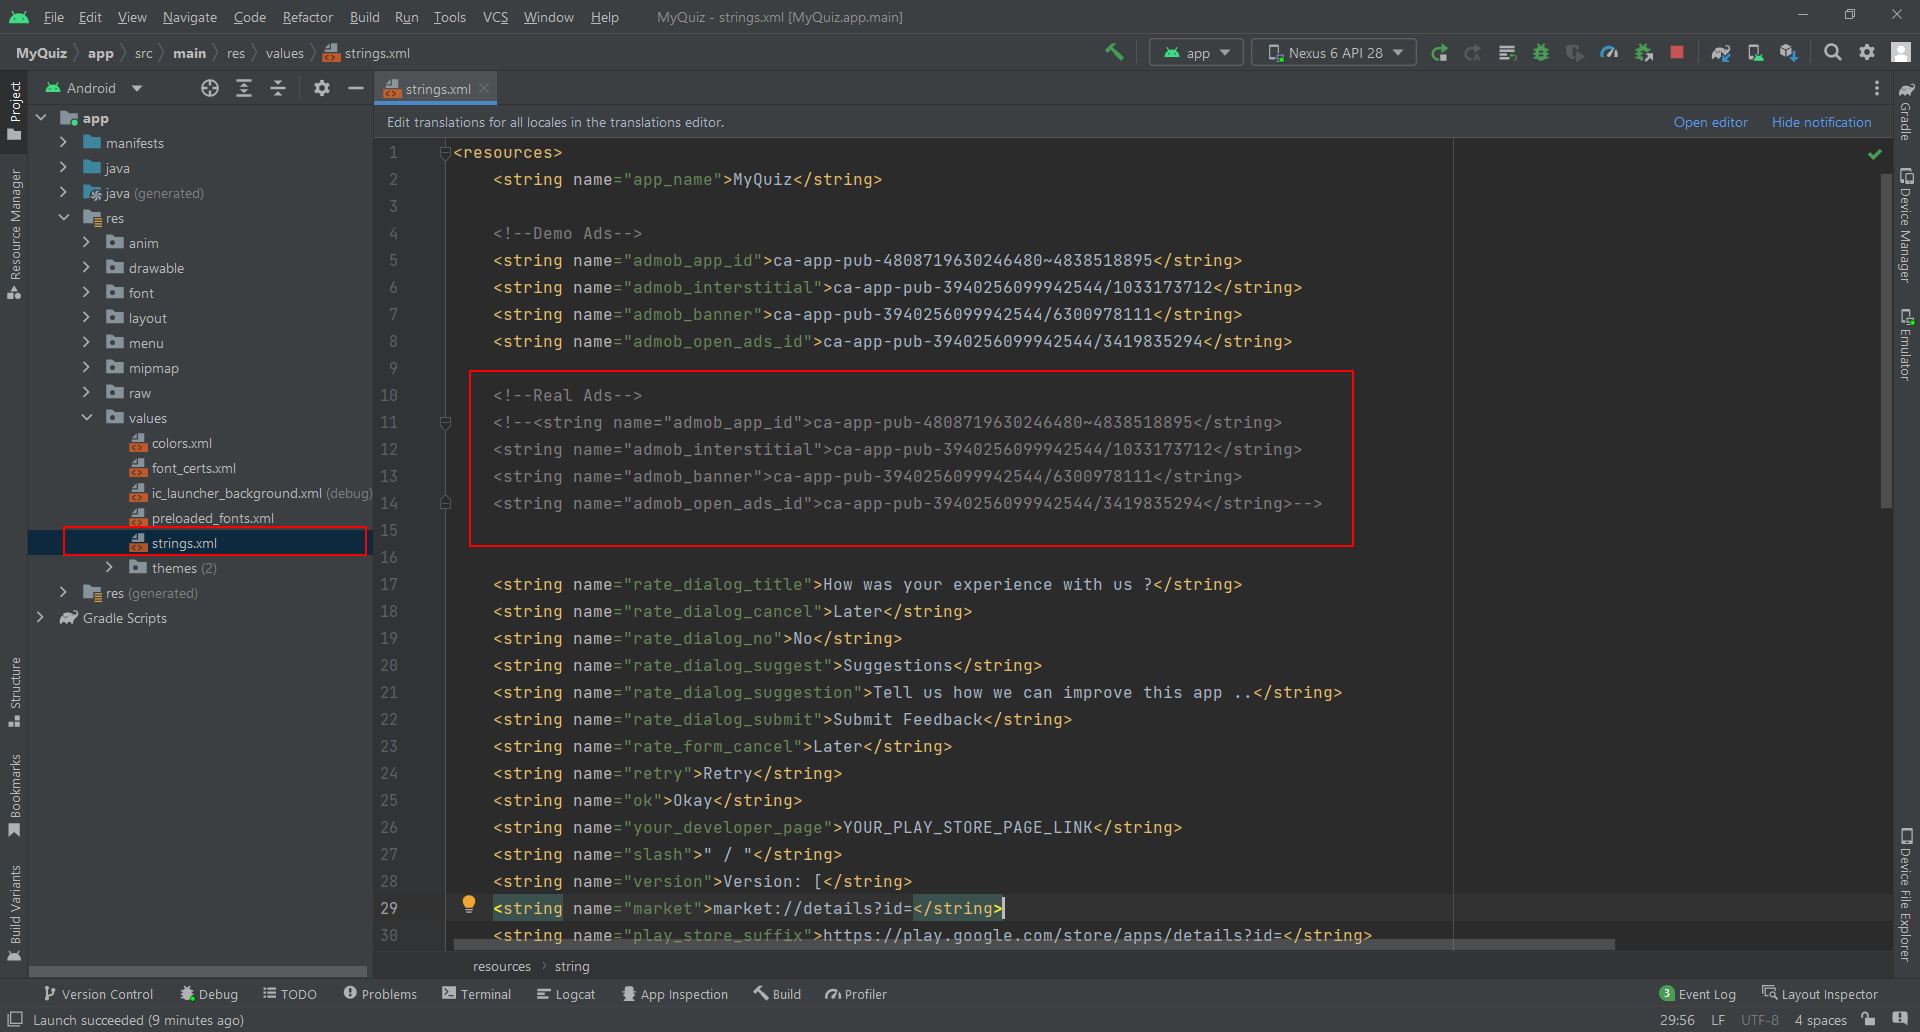 File Edit View Navigate Code Refactor Build Run Tools VCS Window Help MyQuiz - strings.xml [MyQuiz.app.main]
MyQuiz app src main res values strings.xml app Nexus 6 API 28
Project
Resource Manager
Structure
Bookmarks
Build Variants
Android
app
manifests
java
java (generated)
res
anim
drawable
font
layout
menu
mipmap
raw
values
colors.xml
font_certs.xml
ic_launcher_background.xml (debug)
preloaded_fonts.xml
strings.xml
themes (2)
res (generated)
Gradle Scripts
strings.xml
Edit translations for all locales in the translations editor. Open editor Hide notification
1 <resources>
2 <string name="app_name">MyQuiz</string>
3
4 <!--Demo Ads-->
5 <string name="admob_app_id">ca-app-pub-4808719630246480~4838518895</string>
6 <string name="admob_interstitial">ca-app-pub-3940256099942544/1033173712</string>
7 <string name="admob_banner">ca-app-pub-3940256099942544/6300978111</string>
8 <string name="admob_open_ads_id">ca-app-pub-3940256099942544/3419835294</string>
9
10 <!--Real Ads-->
11 <!--<string name="admob_app_id">ca-app-pub-4808719630246480~4838518895</string>
12 <string name="admob_interstitial">ca-app-pub-3940256099942544/1033173712</string>
13 <string name="admob_banner">ca-app-pub-3940256099942544/6300978111</string>
14 <string name="admob_open_ads_id">ca-app-pub-3940256099942544/3419835294</string>-->
15
16
17 <string name="rate_dialog_title">How was your experience with us ?</string>
18 <string name="rate_dialog_cancel">Later</string>
19 <string name="rate_dialog_no">No</string>
20 <string name="rate_dialog_suggest">Suggestions</string>
21 <string name="rate_dialog_suggestion">Tell us how we can improve this app ..</string>
22 <string name="rate_dialog_submit">Submit Feedback</string>
23 <string name="rate_form_cancel">Later</string>
24 <string name="retry">Retry</string>
25 <string name="ok">Okay</string>
26 <string name="your_developer_page">YOUR_PLAY_STORE_PAGE_LINK</string>
27 <string name="slash">" / "</string>
28 <string name="version">Version: [</string>
29 <string name="market">market://details?id=</string>
30 <string name="play_store_suffix">https://play.google.com/store/apps/details?id=</string>
resources string
Gradle
Device Manager
Emulator
Device File Explorer
Version Control Debug TODO Problems Terminal Logcat App Inspection Build Profiler 3 Event Log Layout Inspector
Launch succeeded (9 minutes ago) 29:56 LF UTF-8 4 spaces